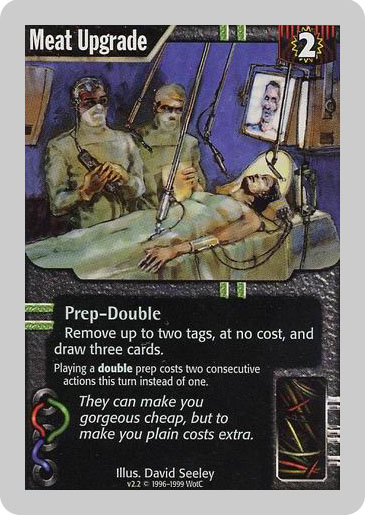 Meat Upgrade
2
Prep-Double
Remove up to two tags, at no cost, and
draw three cards.
Playing a double prep costs two consecutive
actions this turn instead of one.
They can make you
gorgeous cheap, but to
make you plain costs extra.
Illus. David Seeley
v2.2 © 1996-1999 WotC